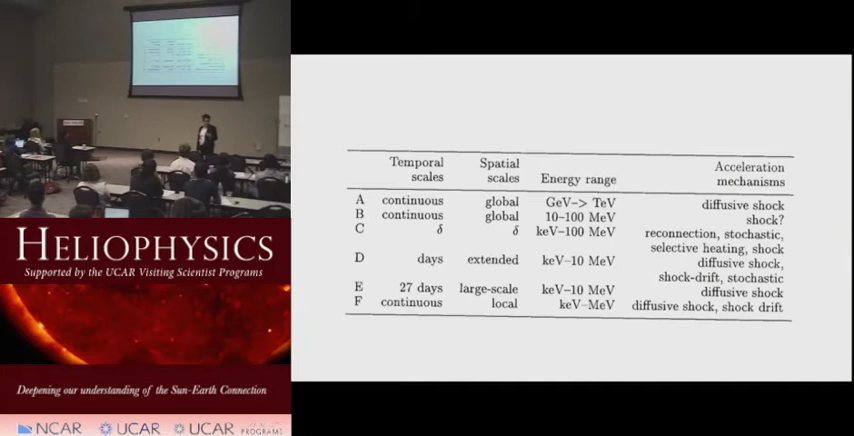 HELIOPHYSICS
Supported by the UCAR Visiting Scientist Programs
Deepening our understanding of the Sun-Earth Connection
NCAR UCAR UCAR PROGRAMS
Temporal scales Spatial scales Energy range Acceleration mechanisms
A continuous global GeV–> TeV diffusive shock
B continuous global 10–100 MeV shock?
C δ δ keV–100 MeV reconnection, stochastic,
selective heating, shock
D days extended keV–10 MeV diffusive shock,
shock-drift, stochastic
E 27 days large-scale keV–10 MeV diffusive shock
F continuous local keV–MeV diffusive shock, shock drift